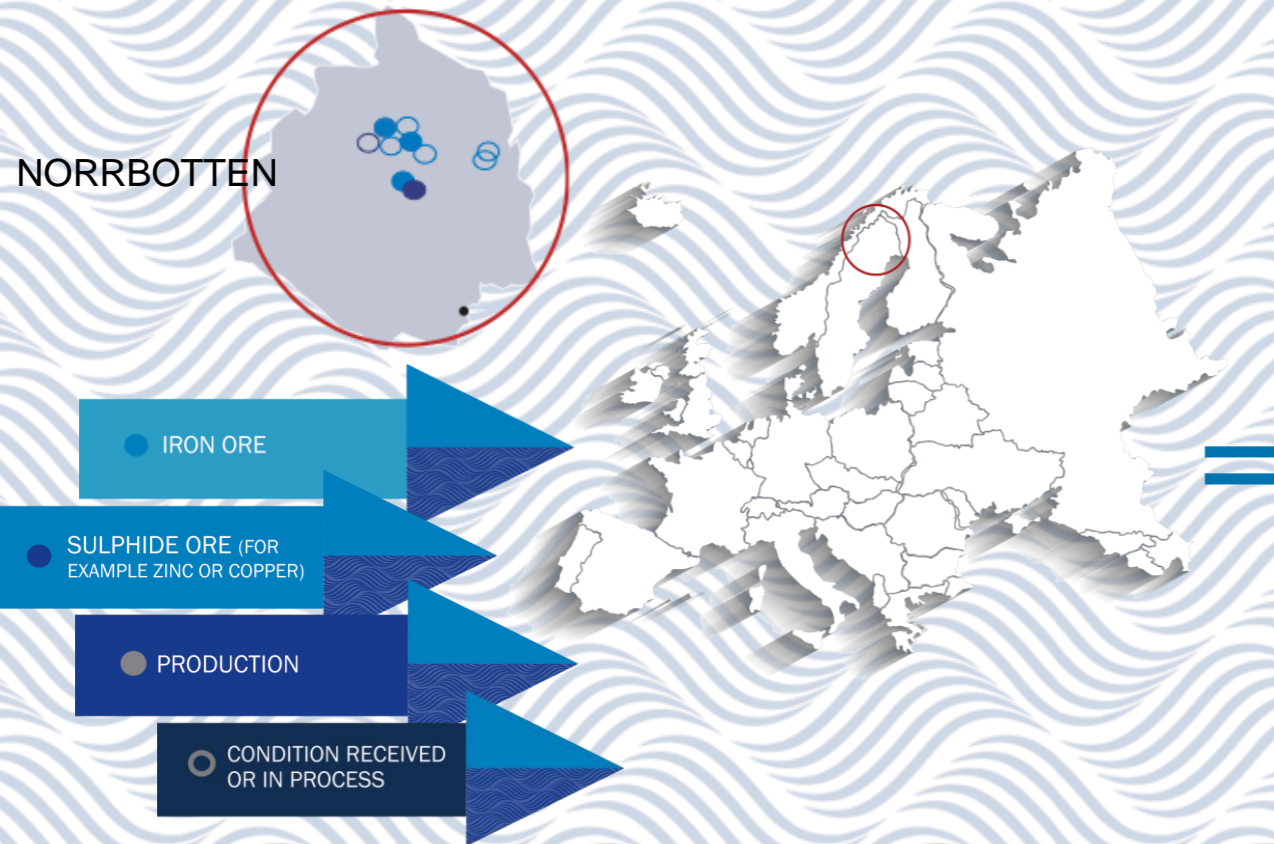 NORRBOTTEN
IRON ORE
SULPHIDE ORE (FOR
EXAMPLE ZINC OR COPPER)
PRODUCTION
CONDITION RECEIVED
OR IN PROCESS